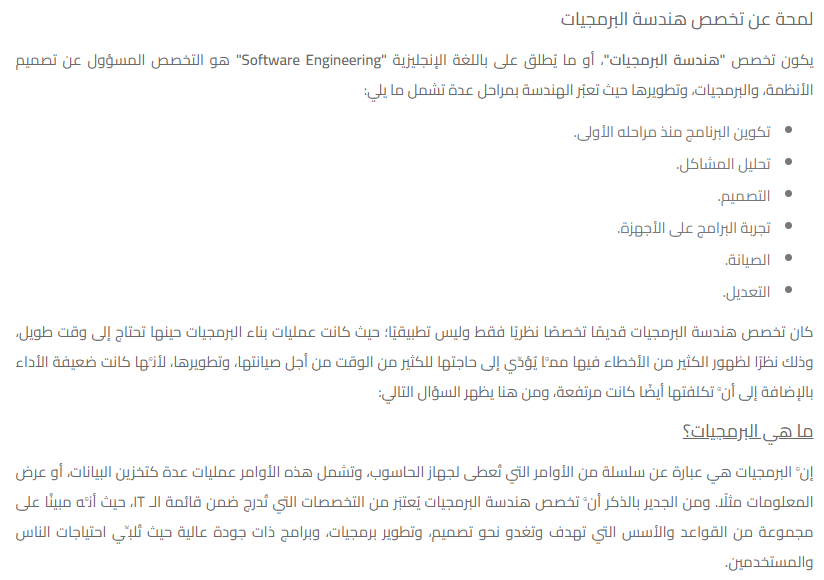 لمحة عن تخصص هندسة البرمجيات
يكون تخصص "هندسة البرمجيات"، أو ما يُطلق على باللغة الإنجليزية "Software Engineering" هو التخصص المسؤول عن تصميم
الأنظمة، والبرمجيات، وتطويرها حيث تعبُر الهندسة بمراحل عدة تشمل ما يلي:
تكوين البرنامج منذ مراحله الأولى.
تحليل المشاكل.
التصميم.
تجربة البرامج على الأجهزة.
الصيانة.
التعديل.
كان تخصص هندسة البرمجيات قديمًا تخصصًا نظريًا فقط وليس تطبيقيًا؛ حيث كانت عمليات بناء البرمجيات حينها تحتاج إلى وقت طويل،
وذلك نظرًا لظهور الكثير من الأخطاء فيها ممَّا يُؤدّي إلى حاجتها للكثير من الوقت من أجل صيانتها، وتطويرها، لأنَّها كانت ضعيفة الأداء
بالإضافة إلى أنَّ تكلفتها أيضًا كانت مرتفعة، ومن هنا يظهر السؤال التالي:
ما هي البرمجيات؟
إنَّ البرمجيات هي عبارة عن سلسلة من الأوامر التي تُعطى لجهاز الحاسوب، وتشمل هذه الأوامر عمليات عدة كتخزين البيانات، أو عرض
المعلومات مثلًا. ومن الجدير بالذكر أنَّ تخصص هندسة البرمجيات يُعتبَر من التخصصات التي تُدرج ضمن قائمة الـ IT، حيث أنَّه مبينًا على
مجموعة من القواعد والأسس التي تهدف وتغدو نحو تصميم، وتطوير برمجيات، وبرامج ذات جودة عالية حيث تُلبِّي احتياجات الناس
والمستخدمين.